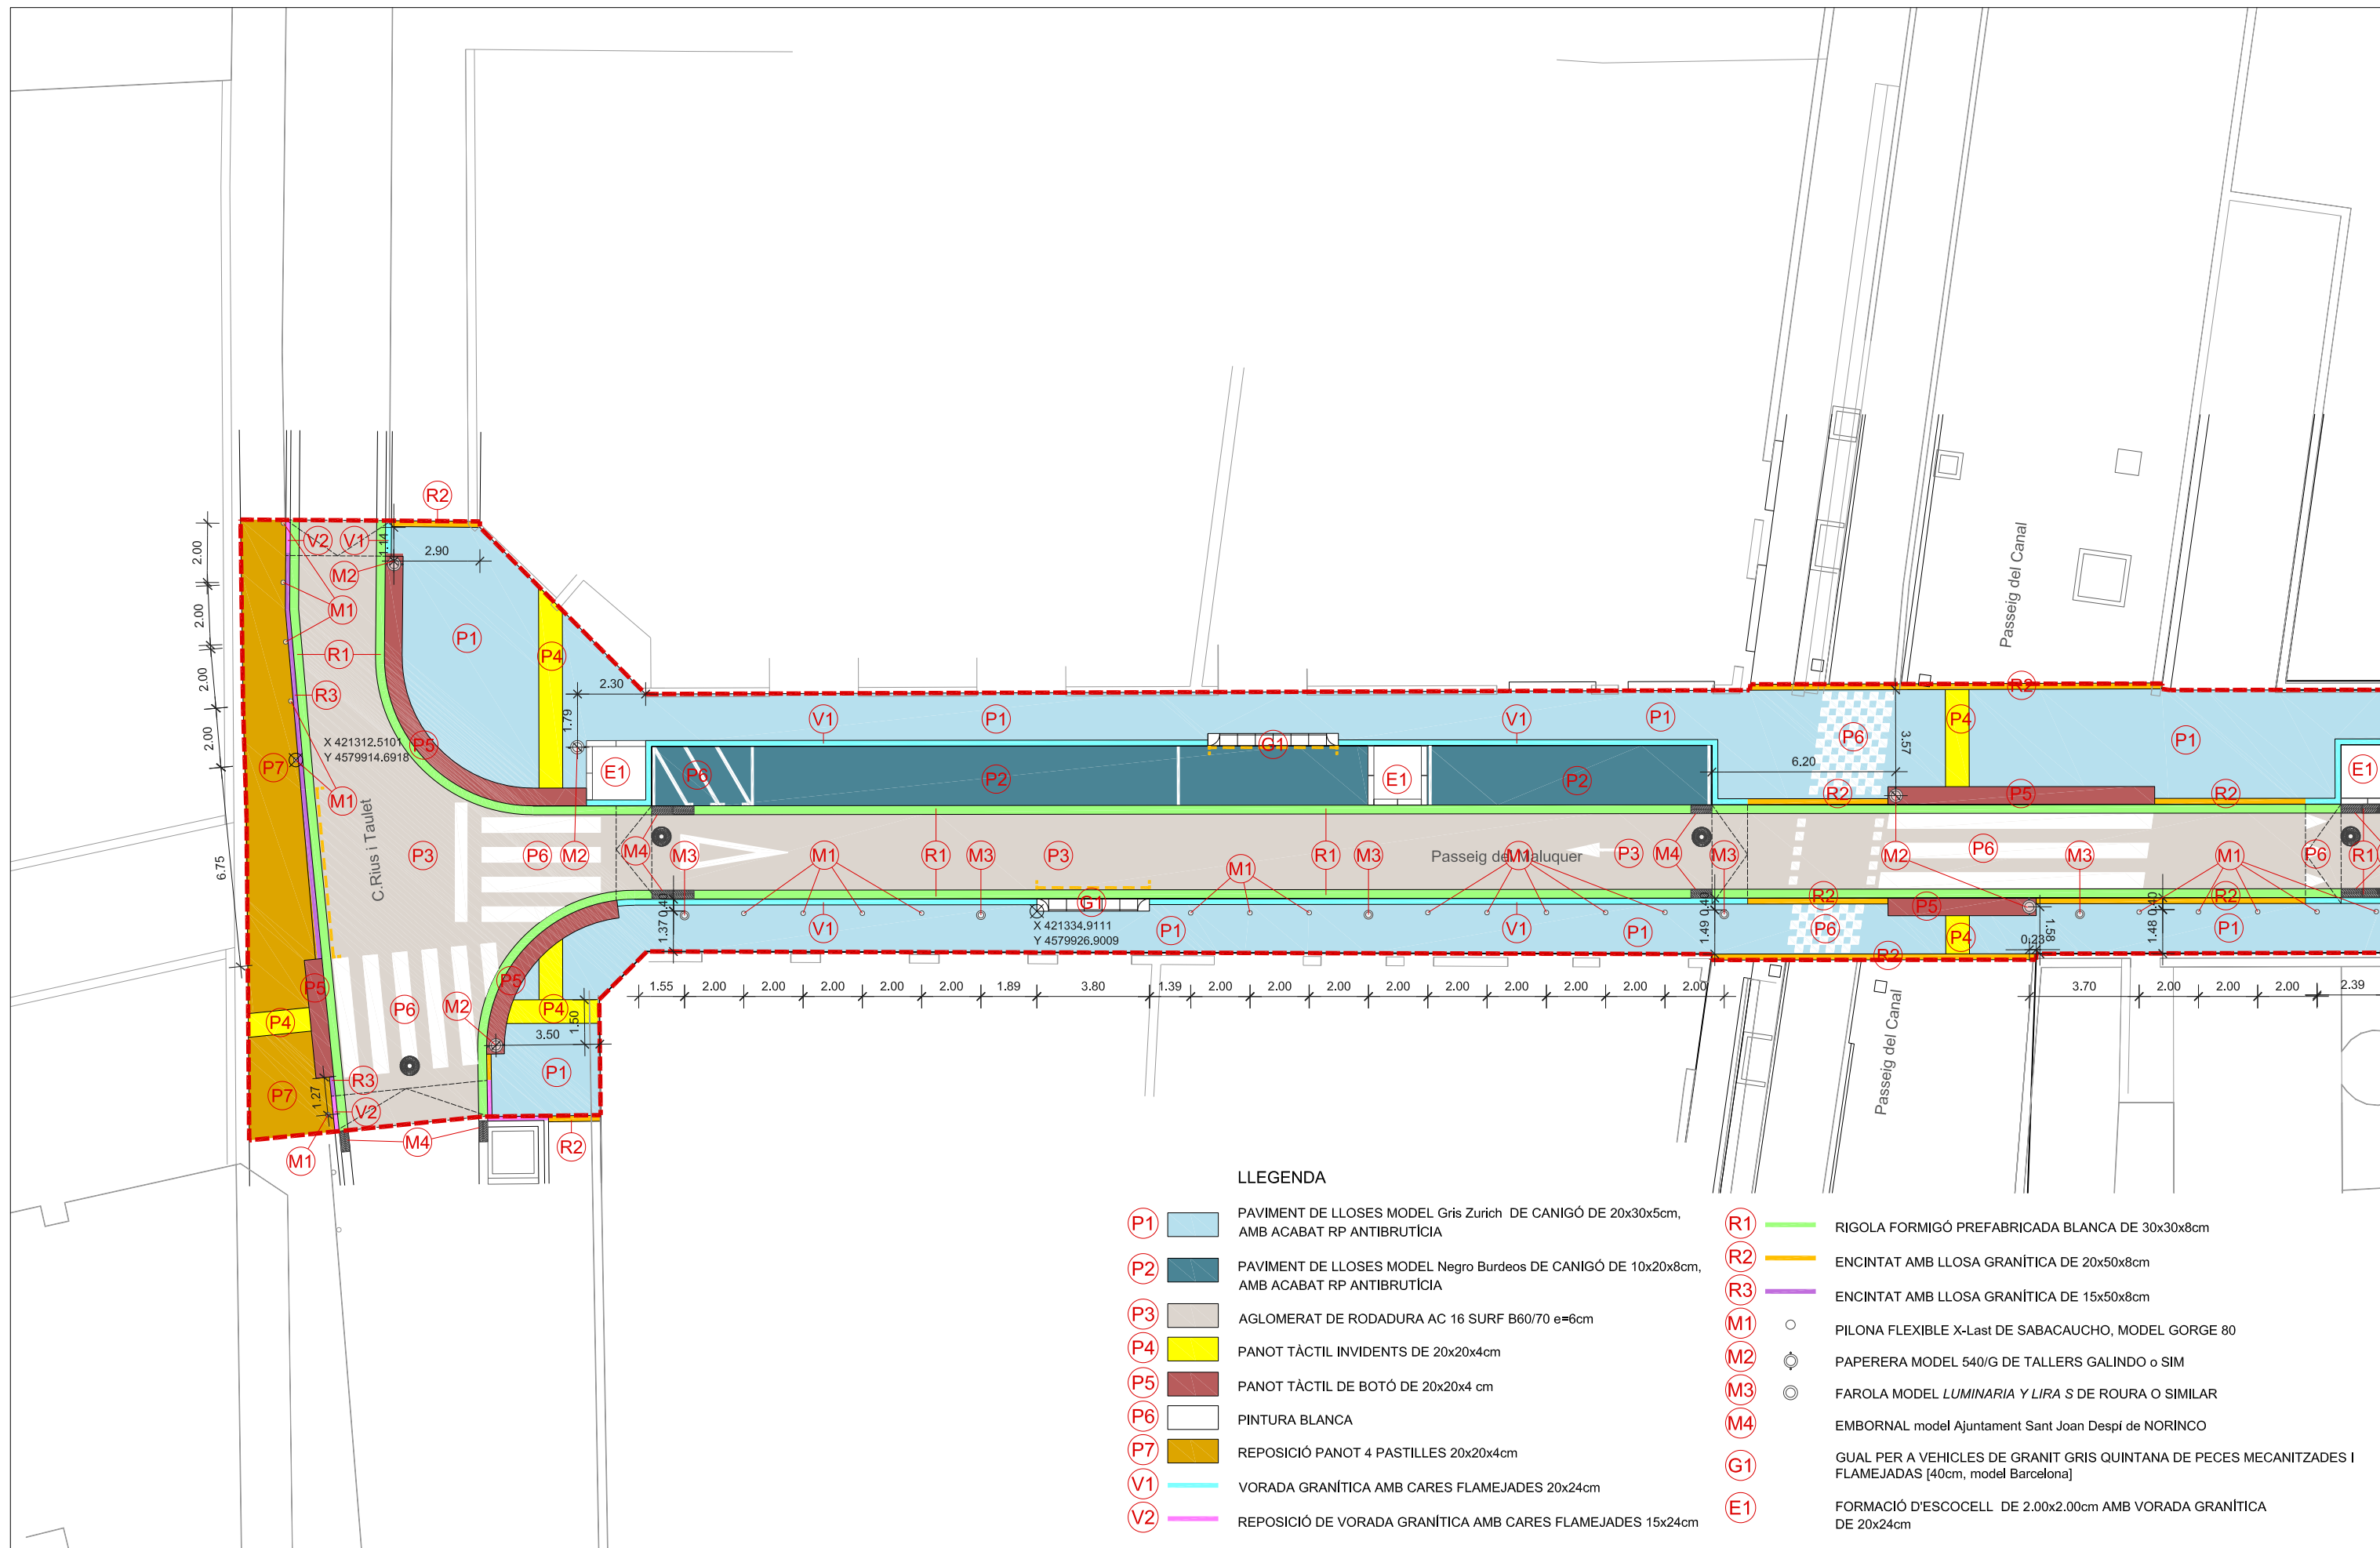 R2
V2
V1
1.14
2.90
2.00
M2
M1
2.00
P1
R1
P4
2.00
R3
2.30
R2
1.79
V1
P1
V1
P1
P4
P1
2.00
X 421312.5101
Y 4579914.6918
P5
P6
3.57
G1
P7
E1
P6
P2
E1
P2
6.20
E1
M1
R2
P5
R2
C.Rius i Taulet
6.75
P3
P6
M2
M4
M3
M1
R1
M3
P3
M1
R1
M3
Passeig del Maluquer
M1
P3
M4
M3
M2
P6
M3
M1
P6
R1
Passeig del Canal
R2
R2
G1
0.40
1.37
V1
X 421334.9111
Y 4579926.9009
P1
V1
P1
0.40
1.49
P6
P5
P4
0.23
1.58
0.40
1.48
P1
R2
P5
P5
P4
P6
M2
P4
1.50
3.50
P4
1.55
2.00
2.00
2.00
2.00
2.00
1.89
3.80
1.39
2.00
2.00
2.00
2.00
2.00
2.00
2.00
2.00
2.00
3.70
2.00
2.00
2.00
2.39
P1
R3
P7
1.27
V2
M4
M1
R2
Passeig del Canal
LLEGENDA
P1 PAVIMENT DE LLOSES MODEL Gris Zurich DE CANIGÓ DE 20x30x5cm,
AMB ACABAT RP ANTIBRUTÍCIA
P2 PAVIMENT DE LLOSES MODEL Negro Burdeos DE CANIGÓ DE 10x20x8cm,
AMB ACABAT RP ANTIBRUTÍCIA
P3 AGLOMERAT DE RODADURA AC 16 SURF B60/70 e=6cm
P4 PANOT TÀCTIL INVIDENTS DE 20x20x4cm
P5 PANOT TÀCTIL DE BOTÓ DE 20x20x4 cm
P6 PINTURA BLANCA
P7 REPOSICIÓ PANOT 4 PASTILLES 20x20x4cm
V1 VORADA GRANÍTICA AMB CARES FLAMEJADES 20x24cm
V2 REPOSICIÓ DE VORADA GRANÍTICA AMB CARES FLAMEJADES 15x24cm
R1 RIGOLA FORMIGÓ PREFABRICADA BLANCA DE 30x30x8cm
R2 ENCINTAT AMB LLOSA GRANÍTICA DE 20x50x8cm
R3 ENCINTAT AMB LLOSA GRANÍTICA DE 15x50x8cm
M1 PILONA FLEXIBLE X-Last DE SABACAUCHO, MODEL GORGE 80
M2 PAPERERA MODEL 540/G DE TALLERS GALINDO o SIM
M3 FAROLA MODEL LUMINARIA Y LIRA S DE ROURA O SIMILAR
M4 EMBORNAL model Ajuntament Sant Joan Despí de NORINCO
G1 GUAL PER A VEHICLES DE GRANIT GRIS QUINTANA DE PECES MECANITZADES I
FLAMEJADAS [40cm, model Barcelona]
E1 FORMACIÓ D'ESCOCELL DE 2.00x2.00cm AMB VORADA GRANÍTICA
DE 20x24cm